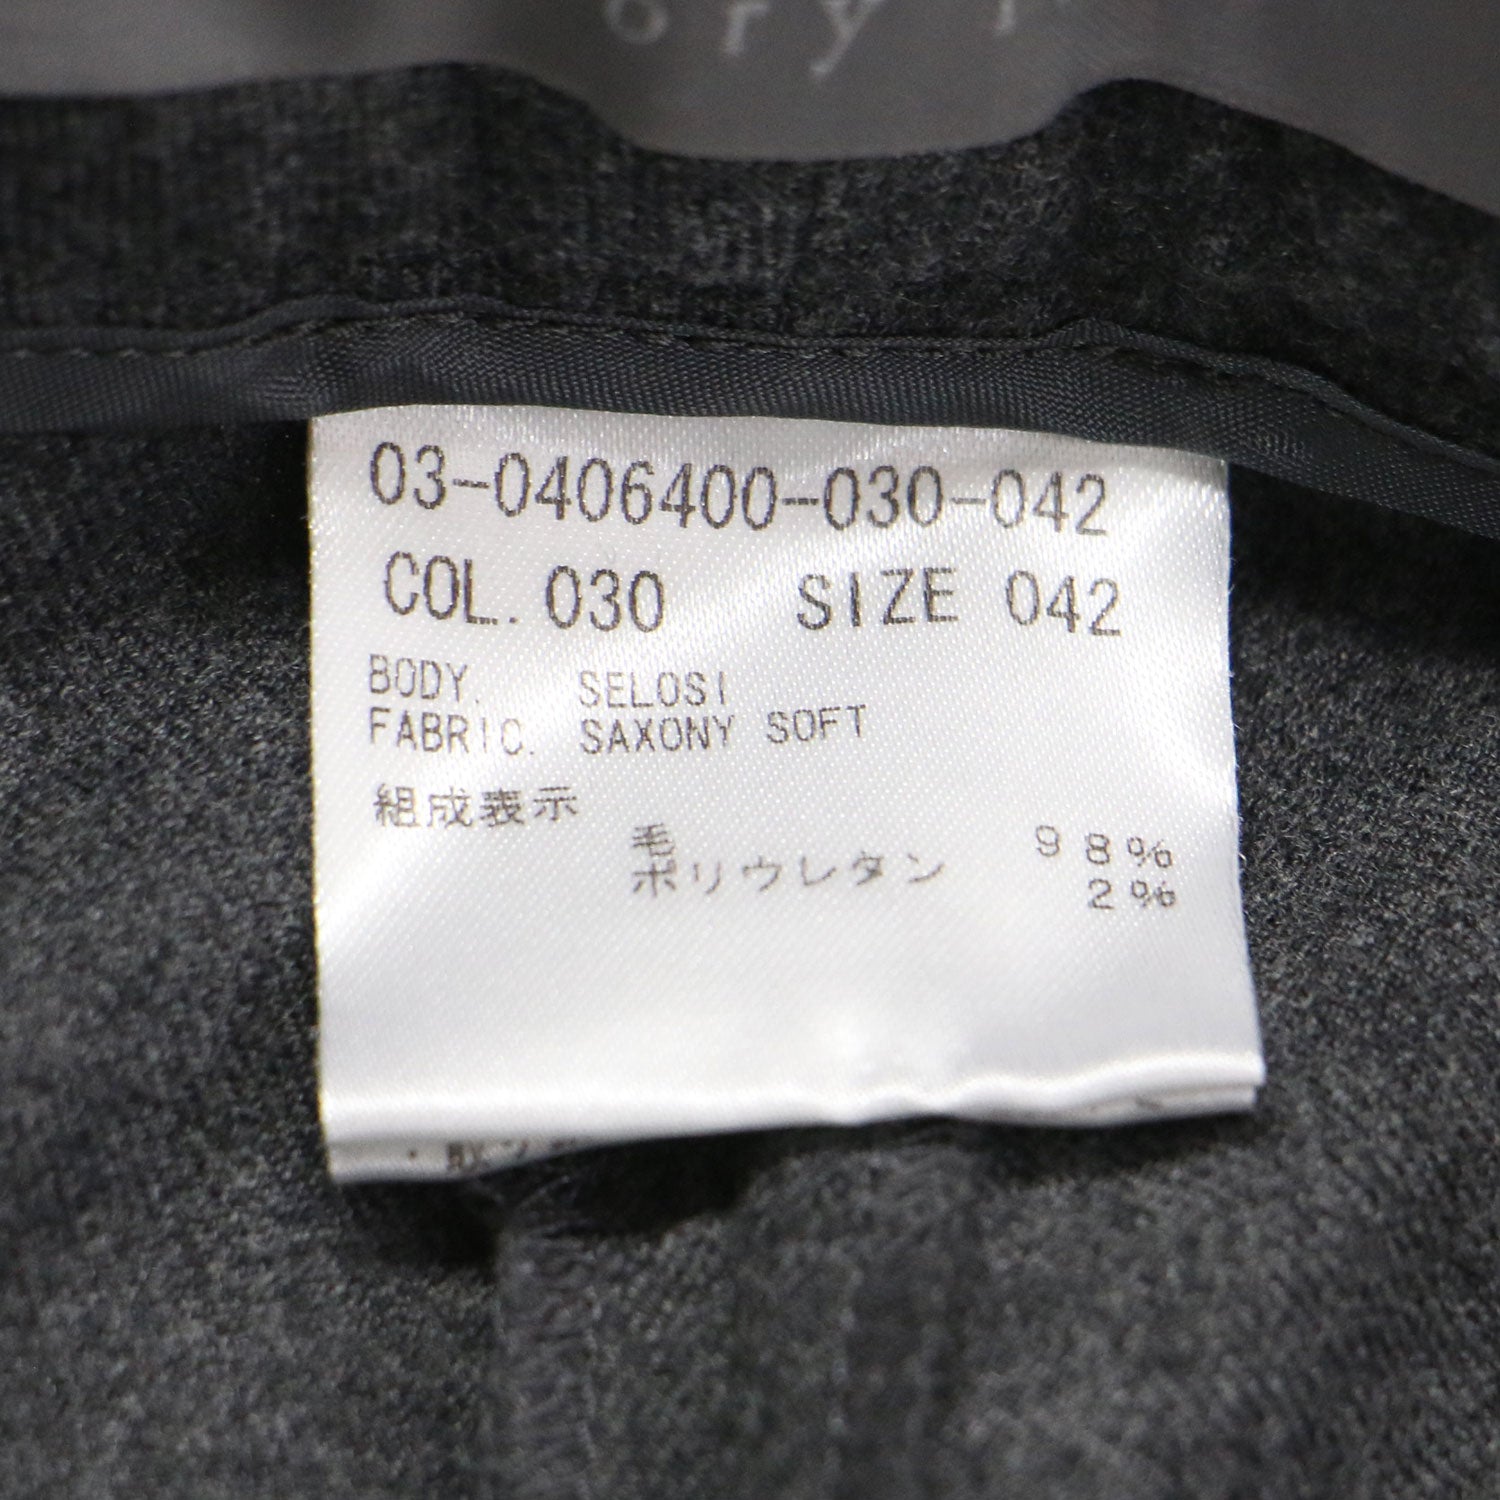 ory
03-0406400-030-042
COL. 030 SIZE 042
BODY. SELOSI
FABRIC. SAXONY SOFT
組成表示
毛 98%
ポリウレタン 2%